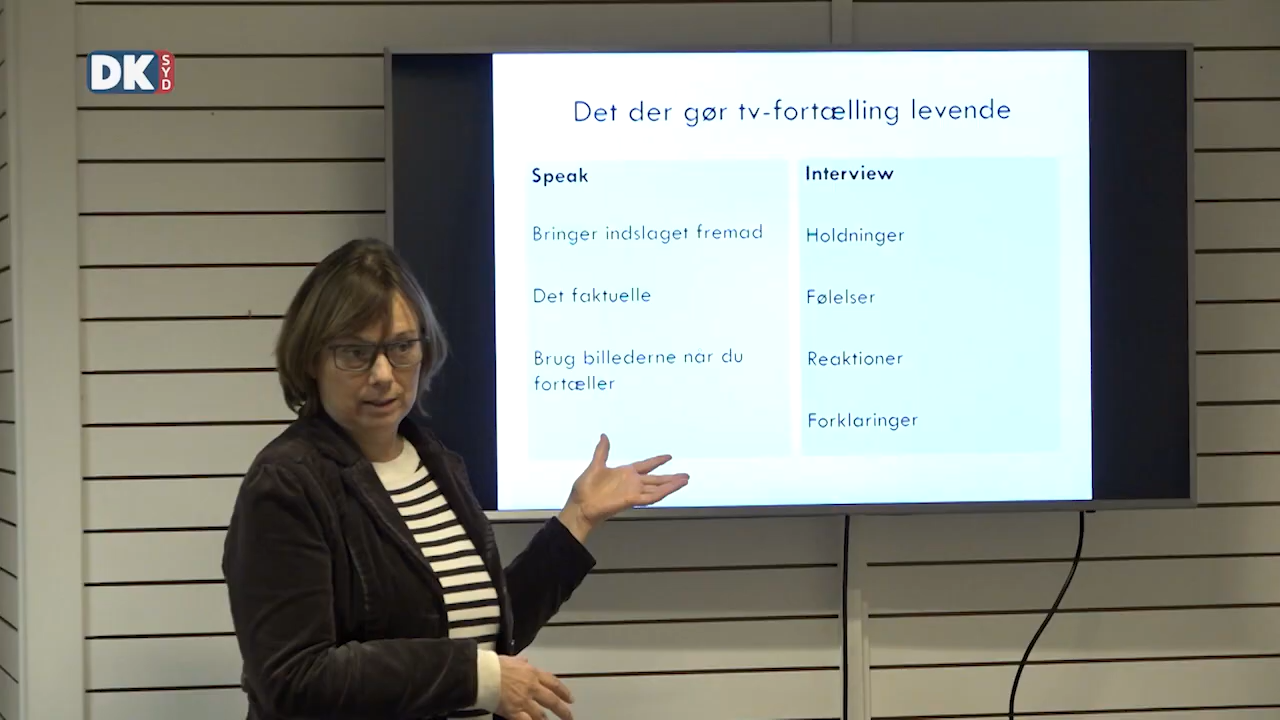 DK SYD
Det der gør tv-fortælling levende
Speak
Bringer indslaget fremad
Det faktuelle
Brug billederne når du
fortæller
Interview
Holdninger
Følelser
Reaktioner
Forklaringer